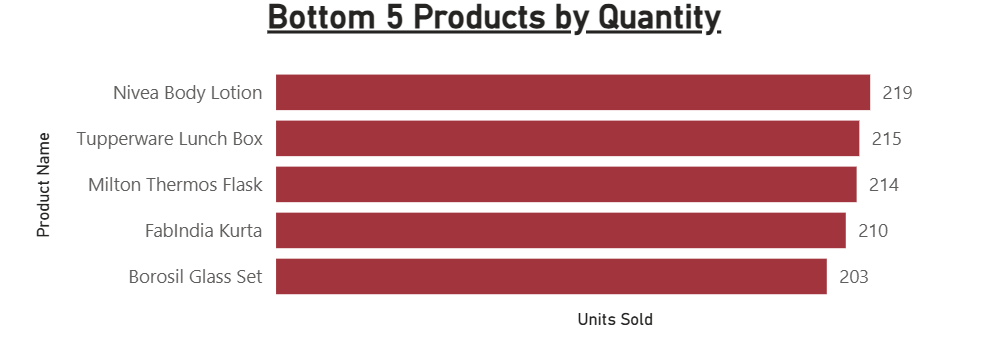 Bottom 5 Products by Quantity
Product Name
Nivea Body Lotion 219
Tupperware Lunch Box 215
Milton Thermos Flask 214
FabIndia Kurta 210
Borosil Glass Set 203
Units Sold